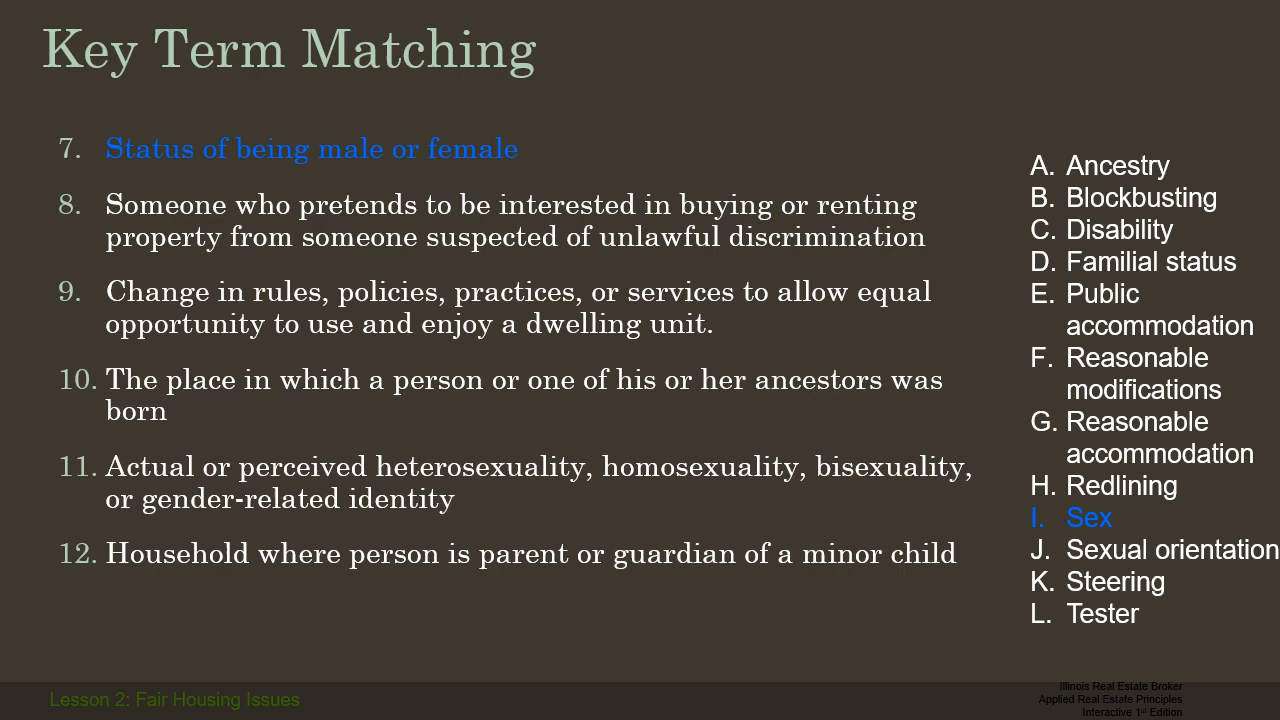 Key Term Matching
7. Status of being male or female
8. Someone who pretends to be interested in buying or renting
property from someone suspected of unlawful discrimination
9. Change in rules, policies, practices, or services to allow equal
opportunity to use and enjoy a dwelling unit.
10. The place in which a person or one of his or her ancestors was
born
11. Actual or perceived heterosexuality, homosexuality, bisexuality,
or gender-related identity
12. Household where person is parent or guardian of a minor child
A. Ancestry
B. Blockbusting
C. Disability
D. Familial status
E. Public
accommodation
F. Reasonable
modifications
G. Reasonable
accommodation
H. Redlining
I. Sex
J. Sexual orientation
K. Steering
L. Tester
Lesson 2: Fair Housing Issues
Illinois Real Estate Broker
Applied Real Estate Principles
Interactive 1st Edition